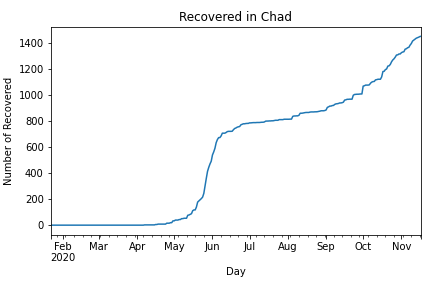 Recovered in Chad
Number of Recovered
1400
1200
1000
800
600
400
200
0
Feb Mar Apr May Jun Jul Aug Sep Oct Nov
2020
Day